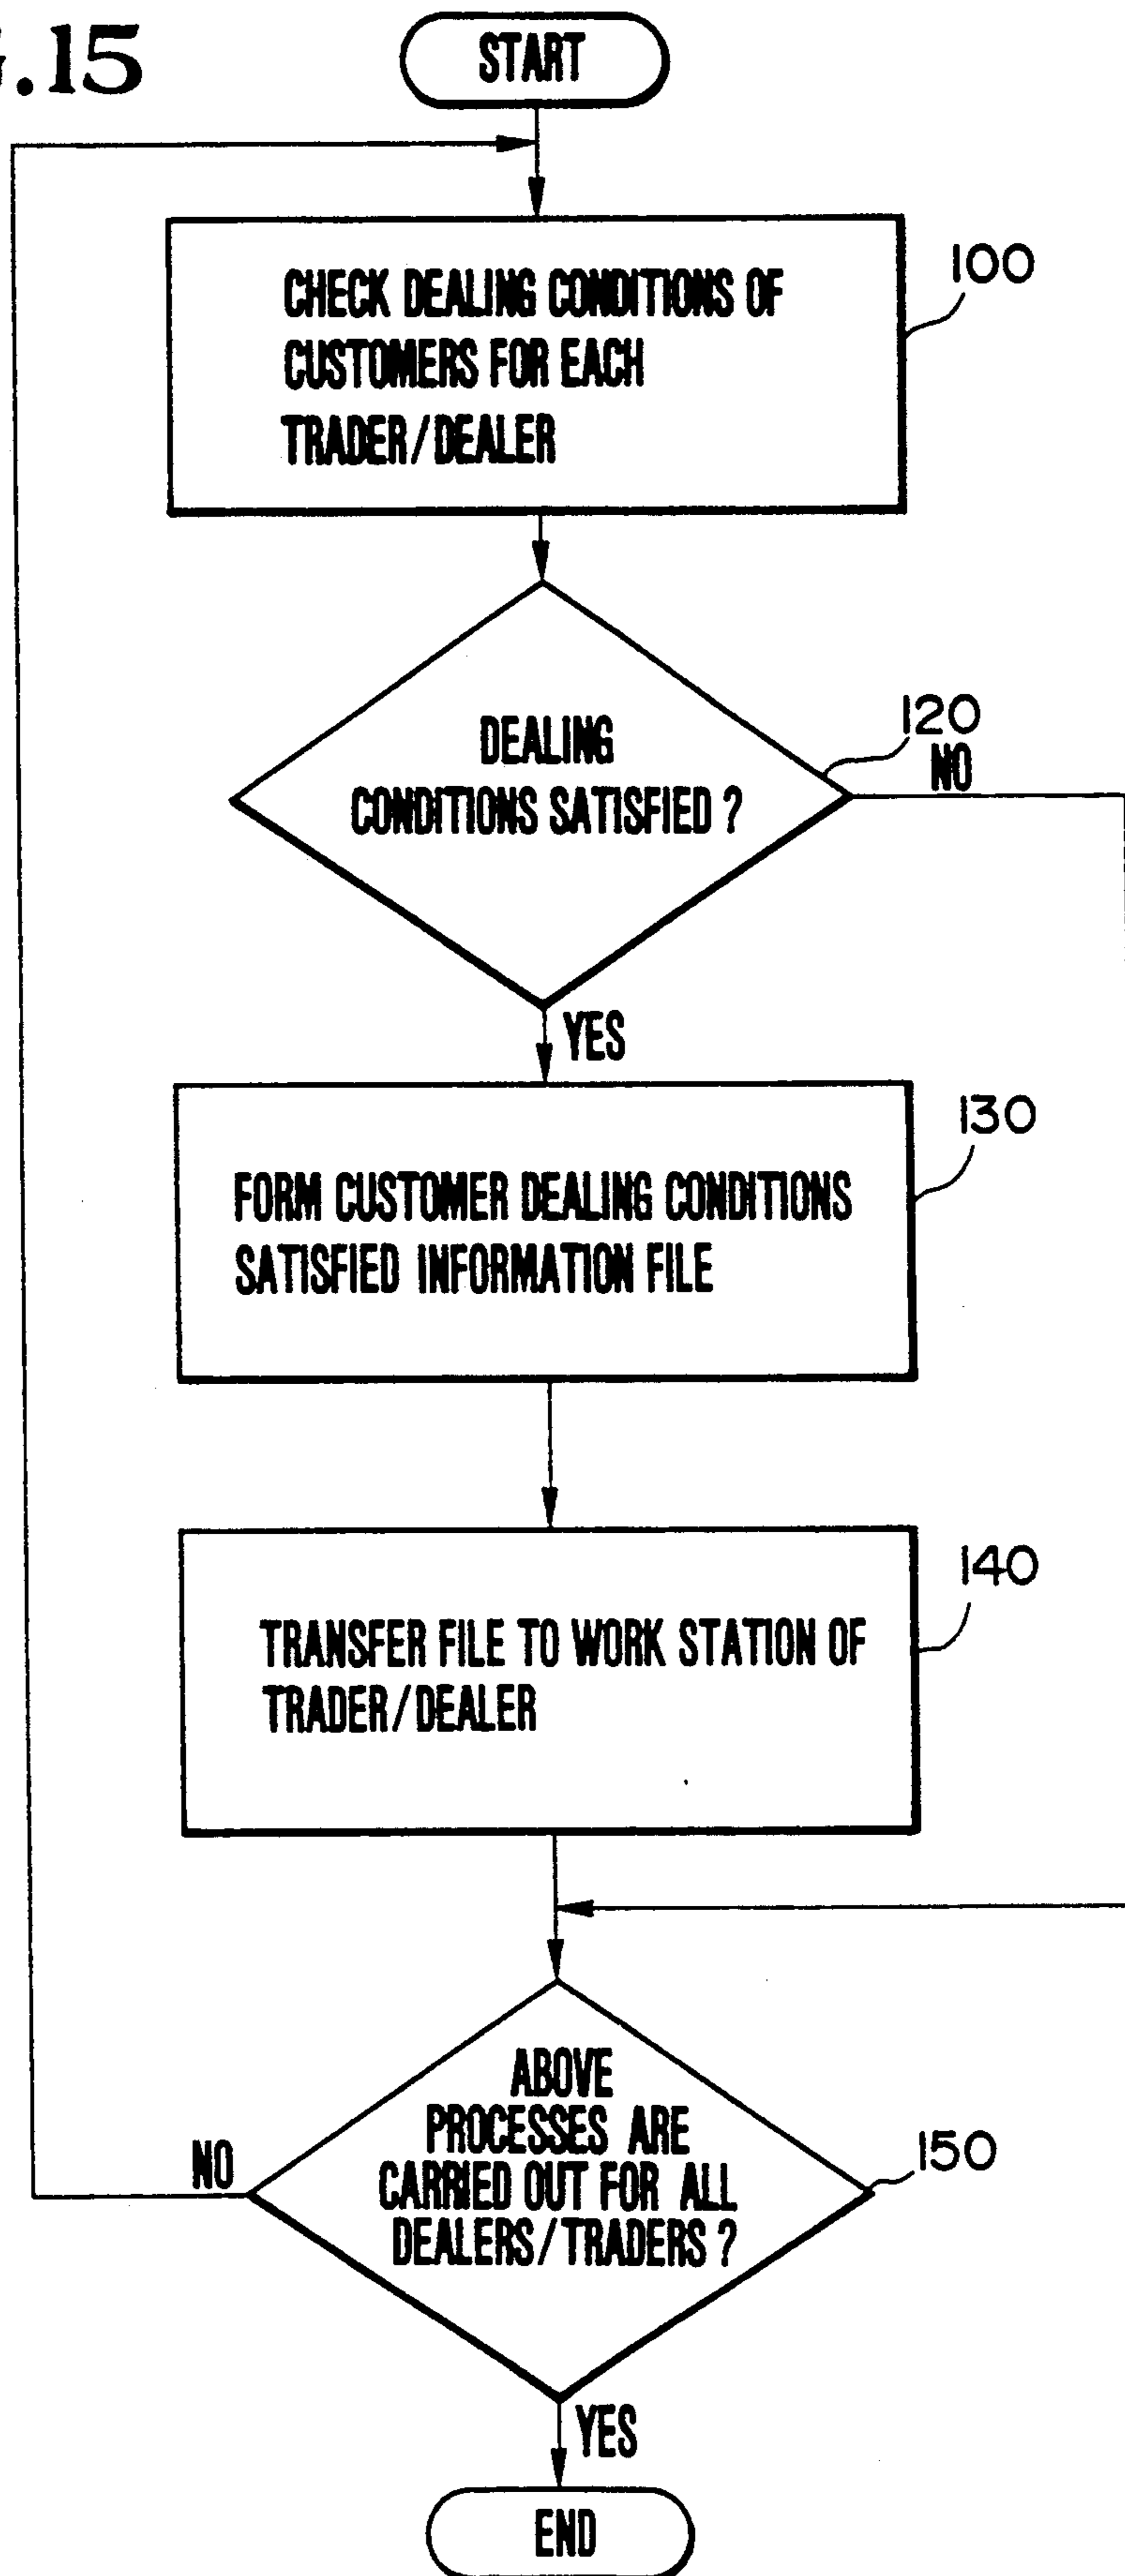 .15
START
100
CHECK DEALING CONDITIONS OF
CUSTOMERS FOR EACH
TRADER/DEALER
120
NO
DEALING
CONDITIONS SATISFIED ?
YES
130
FORM CUSTOMER DEALING CONDITIONS
SATISFIED INFORMATION FILE
140
TRANSFER FILE TO WORK STATION OF
TRADER/DEALER
ABOVE
PROCESSES ARE
CARRIED OUT FOR ALL
DEALERS/TRADERS ?
NO
150
YES
END